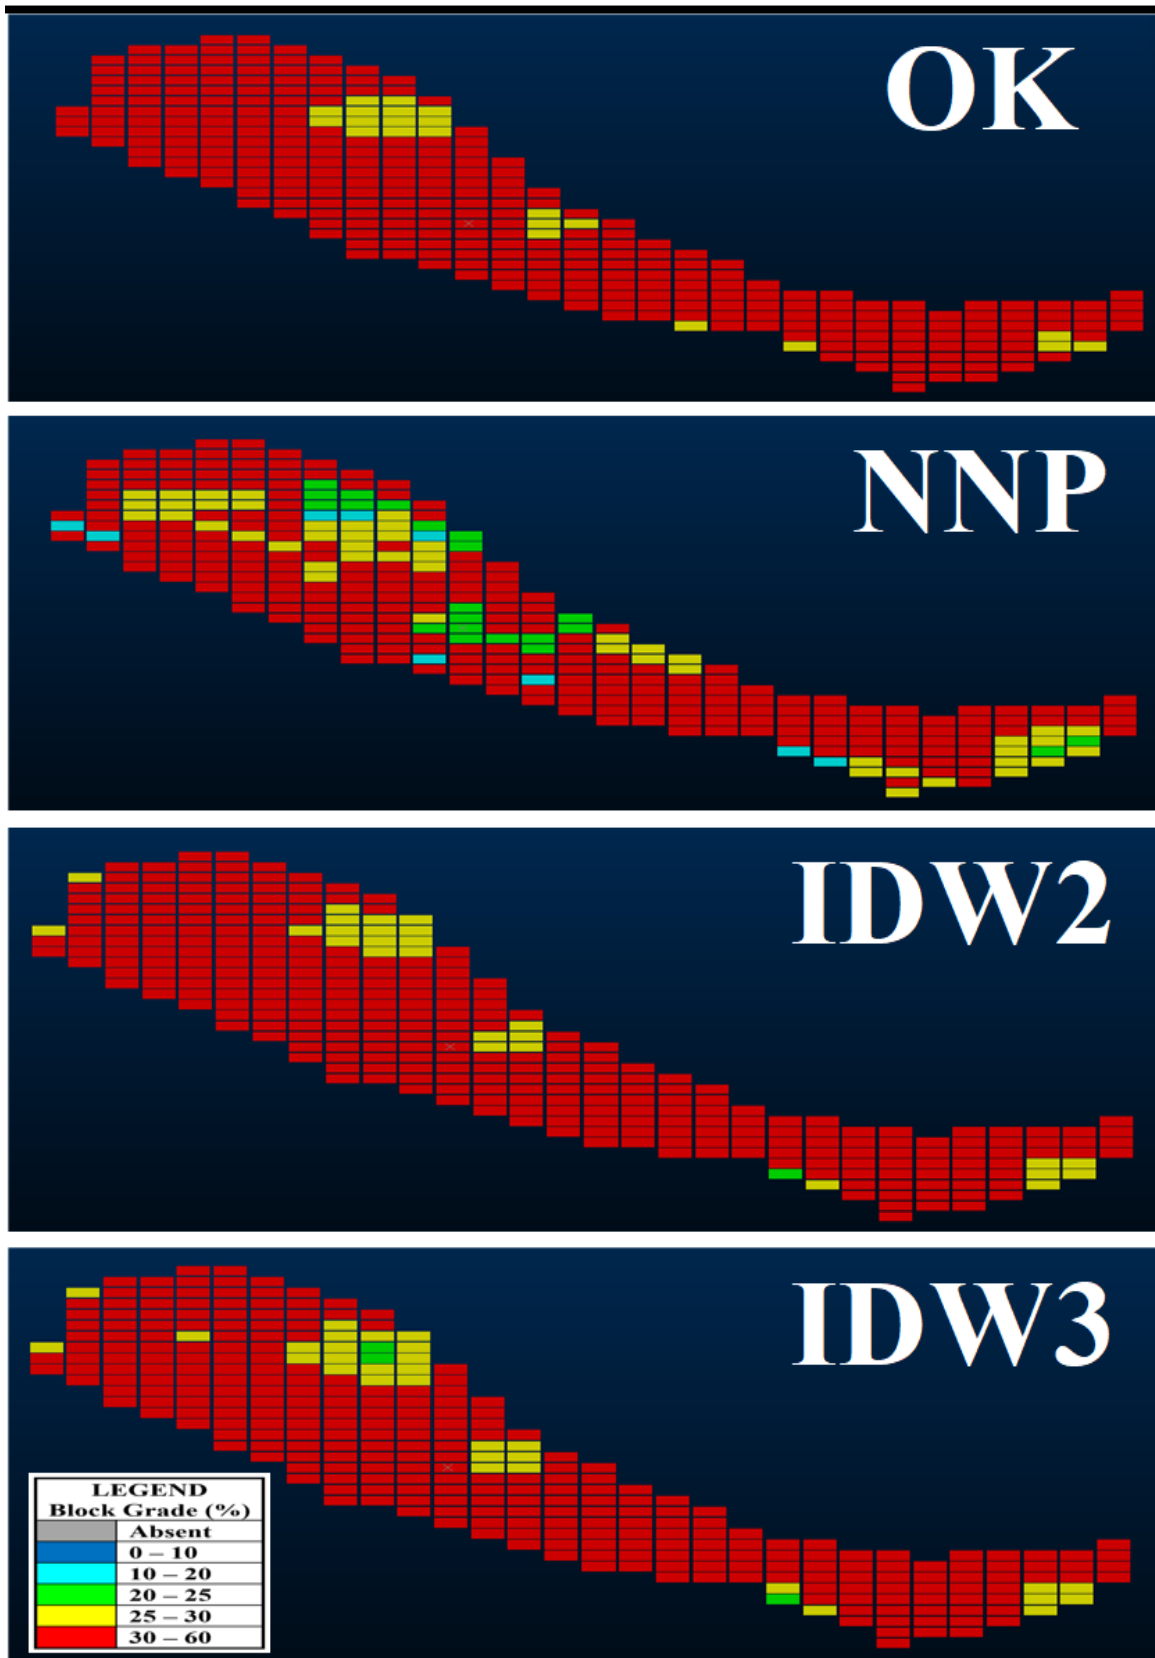 OK
NNP
IDW2
IDW3
LEGEND
Block Grade (%)
Absent
0 – 10
10 – 20
20 – 25
25 – 30
30 – 60